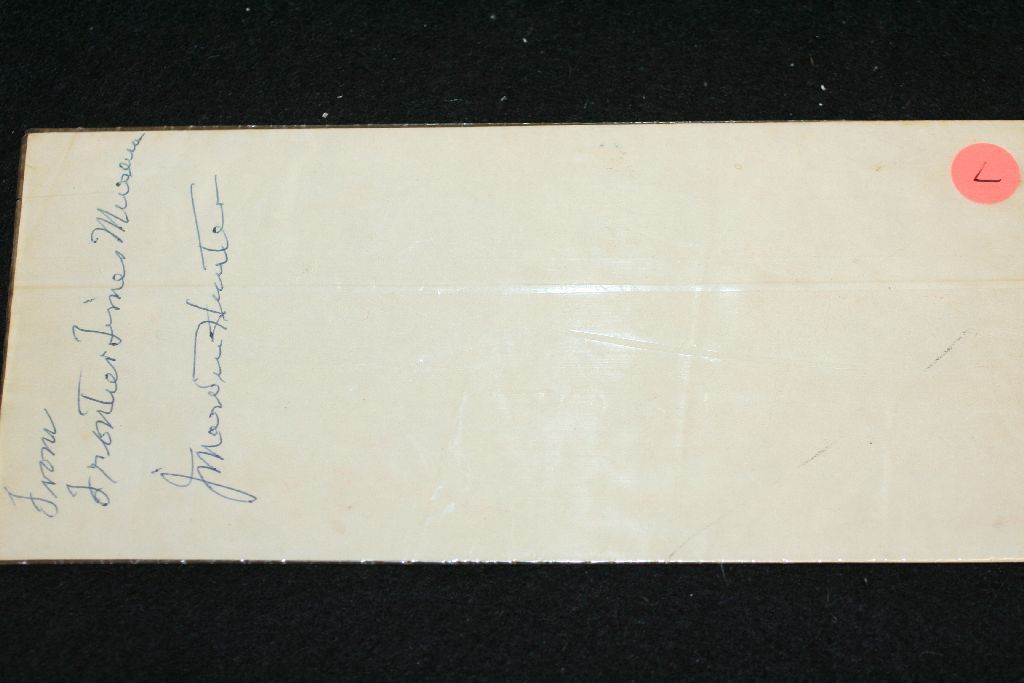 From
Frontier Times Museum
J Marvin Hunter
L